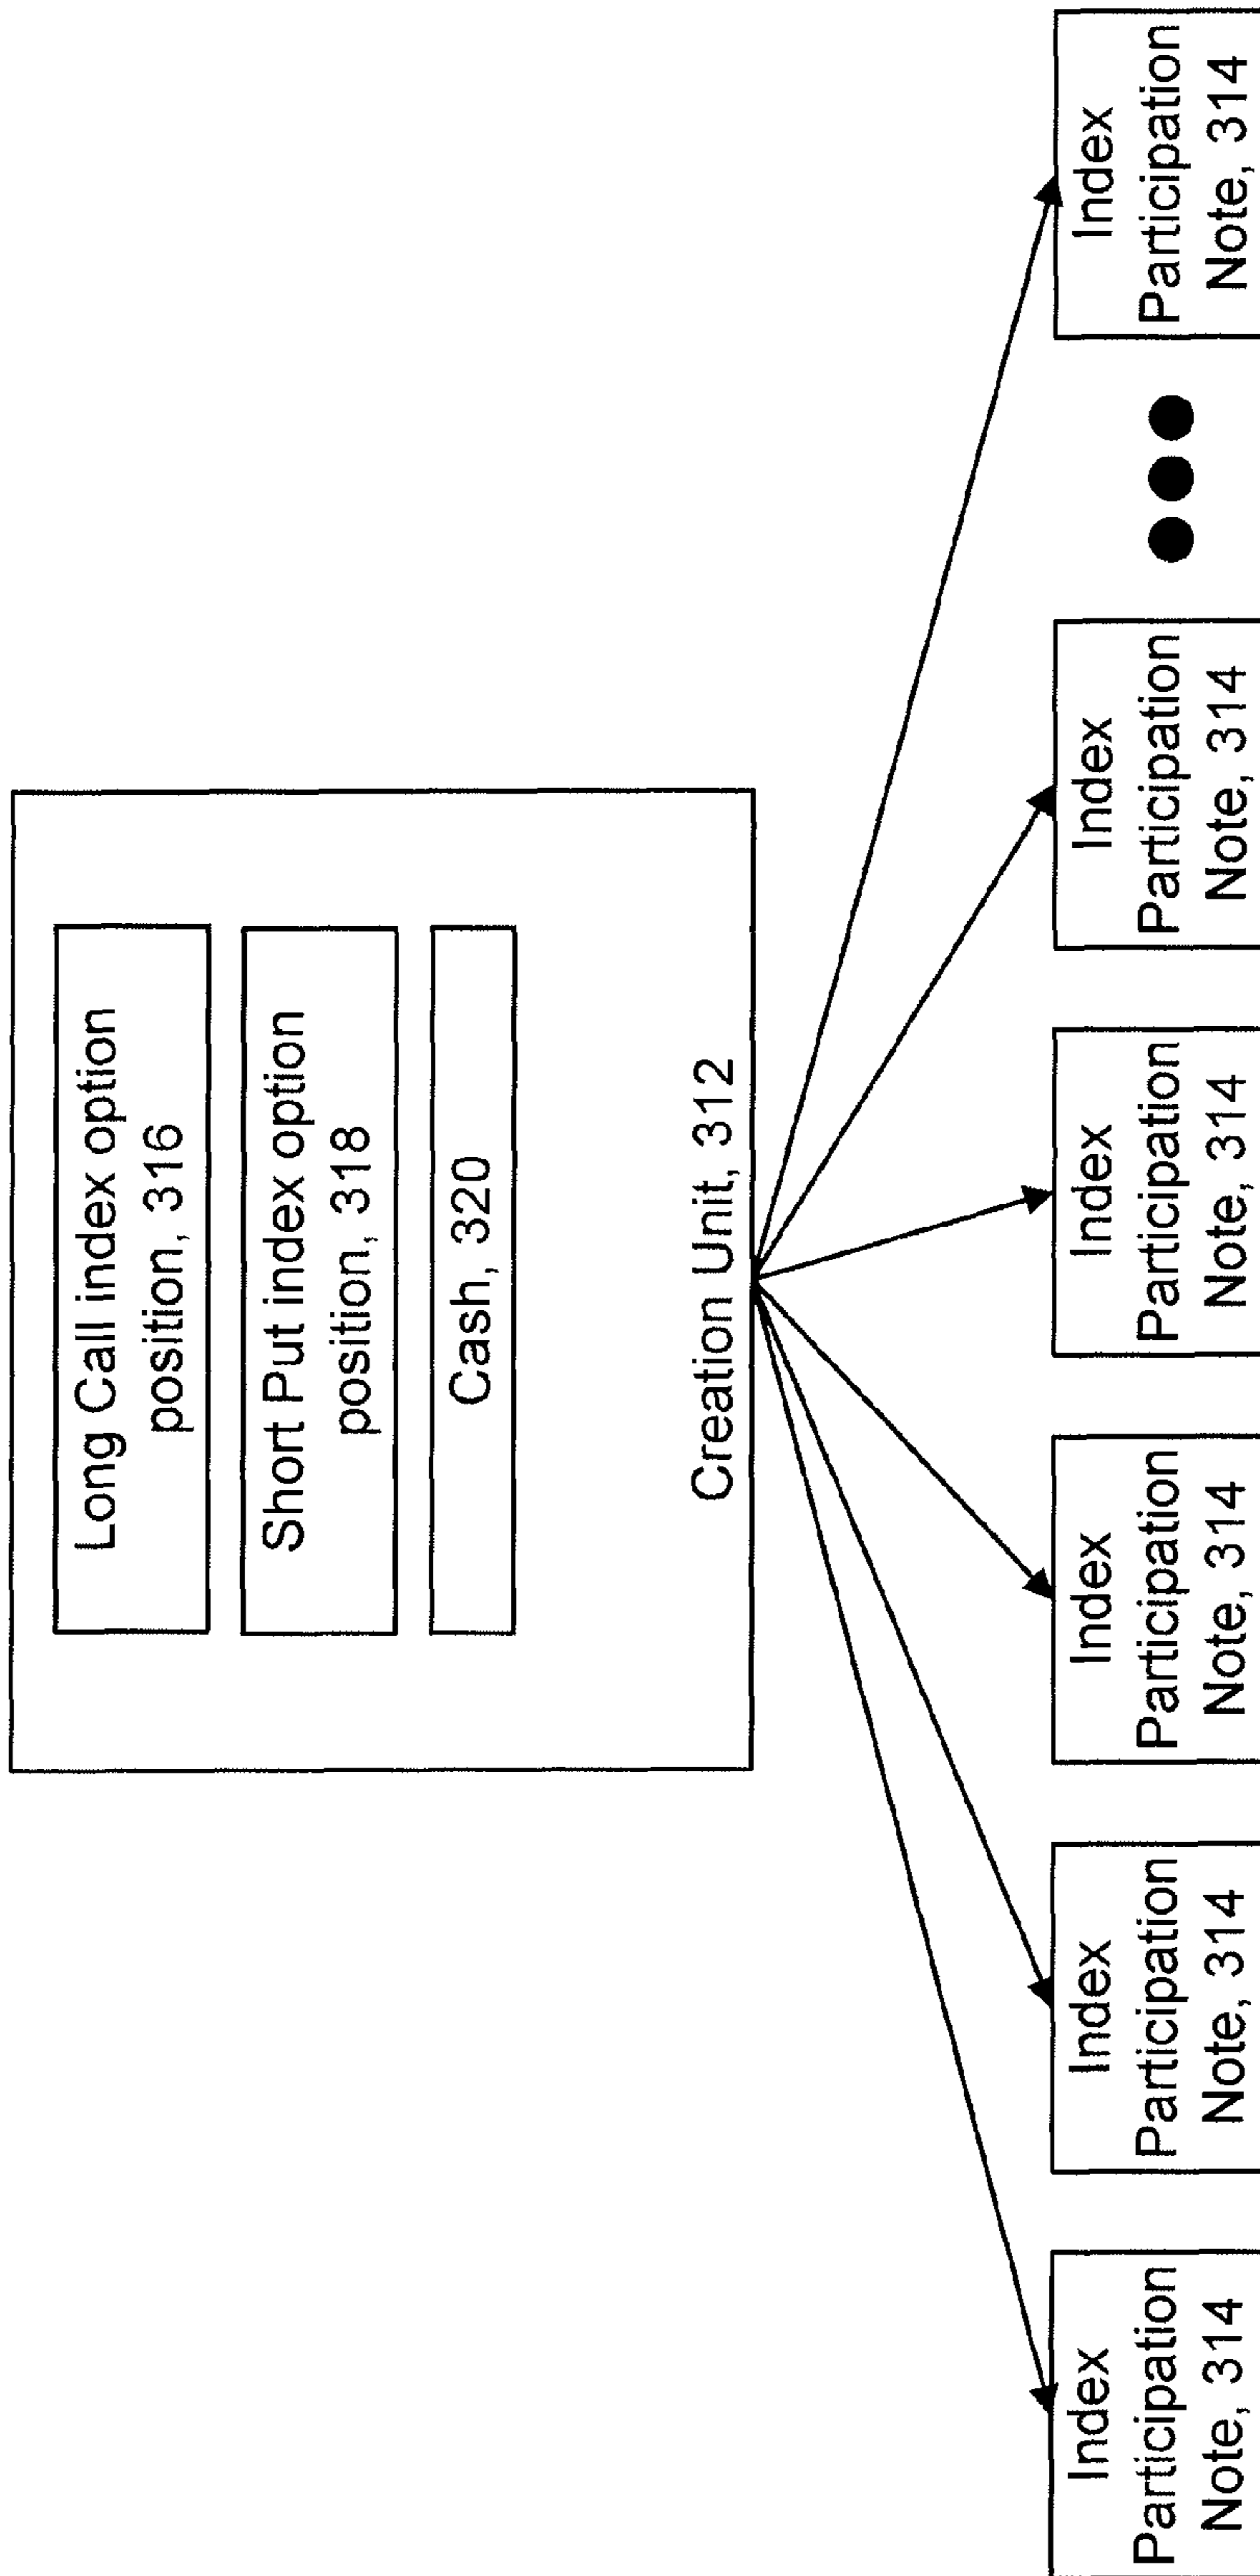 Long Call index option
position, 316
Short Put index option
position, 318
Cash, 320
Creation Unit, 312
Index
Participation
Note, 314
Index
Participation
Note, 314
Index
Participation
Note, 314
Index
Participation
Note, 314
Index
Participation
Note, 314
Index
Participation
Note, 314